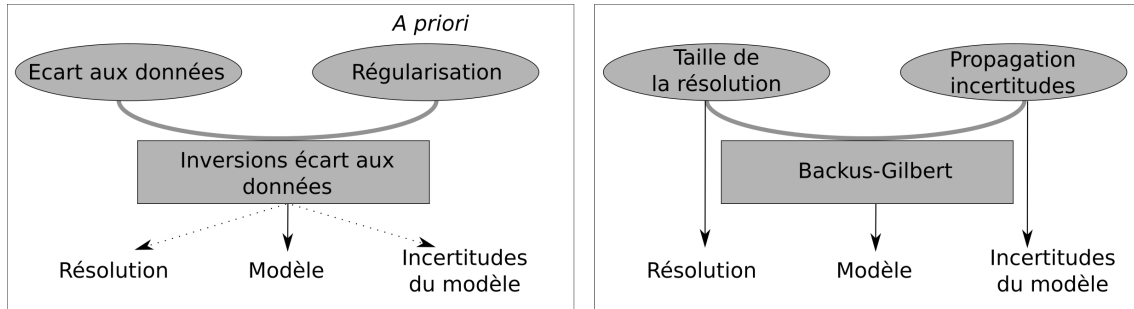 A priori
Ecart aux données
Régularisation
Inversions écart aux
données
Résolution
Modèle
Incertitudes
du modèle
Taille de
la résolution
Propagation
incertitudes
Backus-Gilbert
Résolution
Modèle
Incertitudes
du modèle